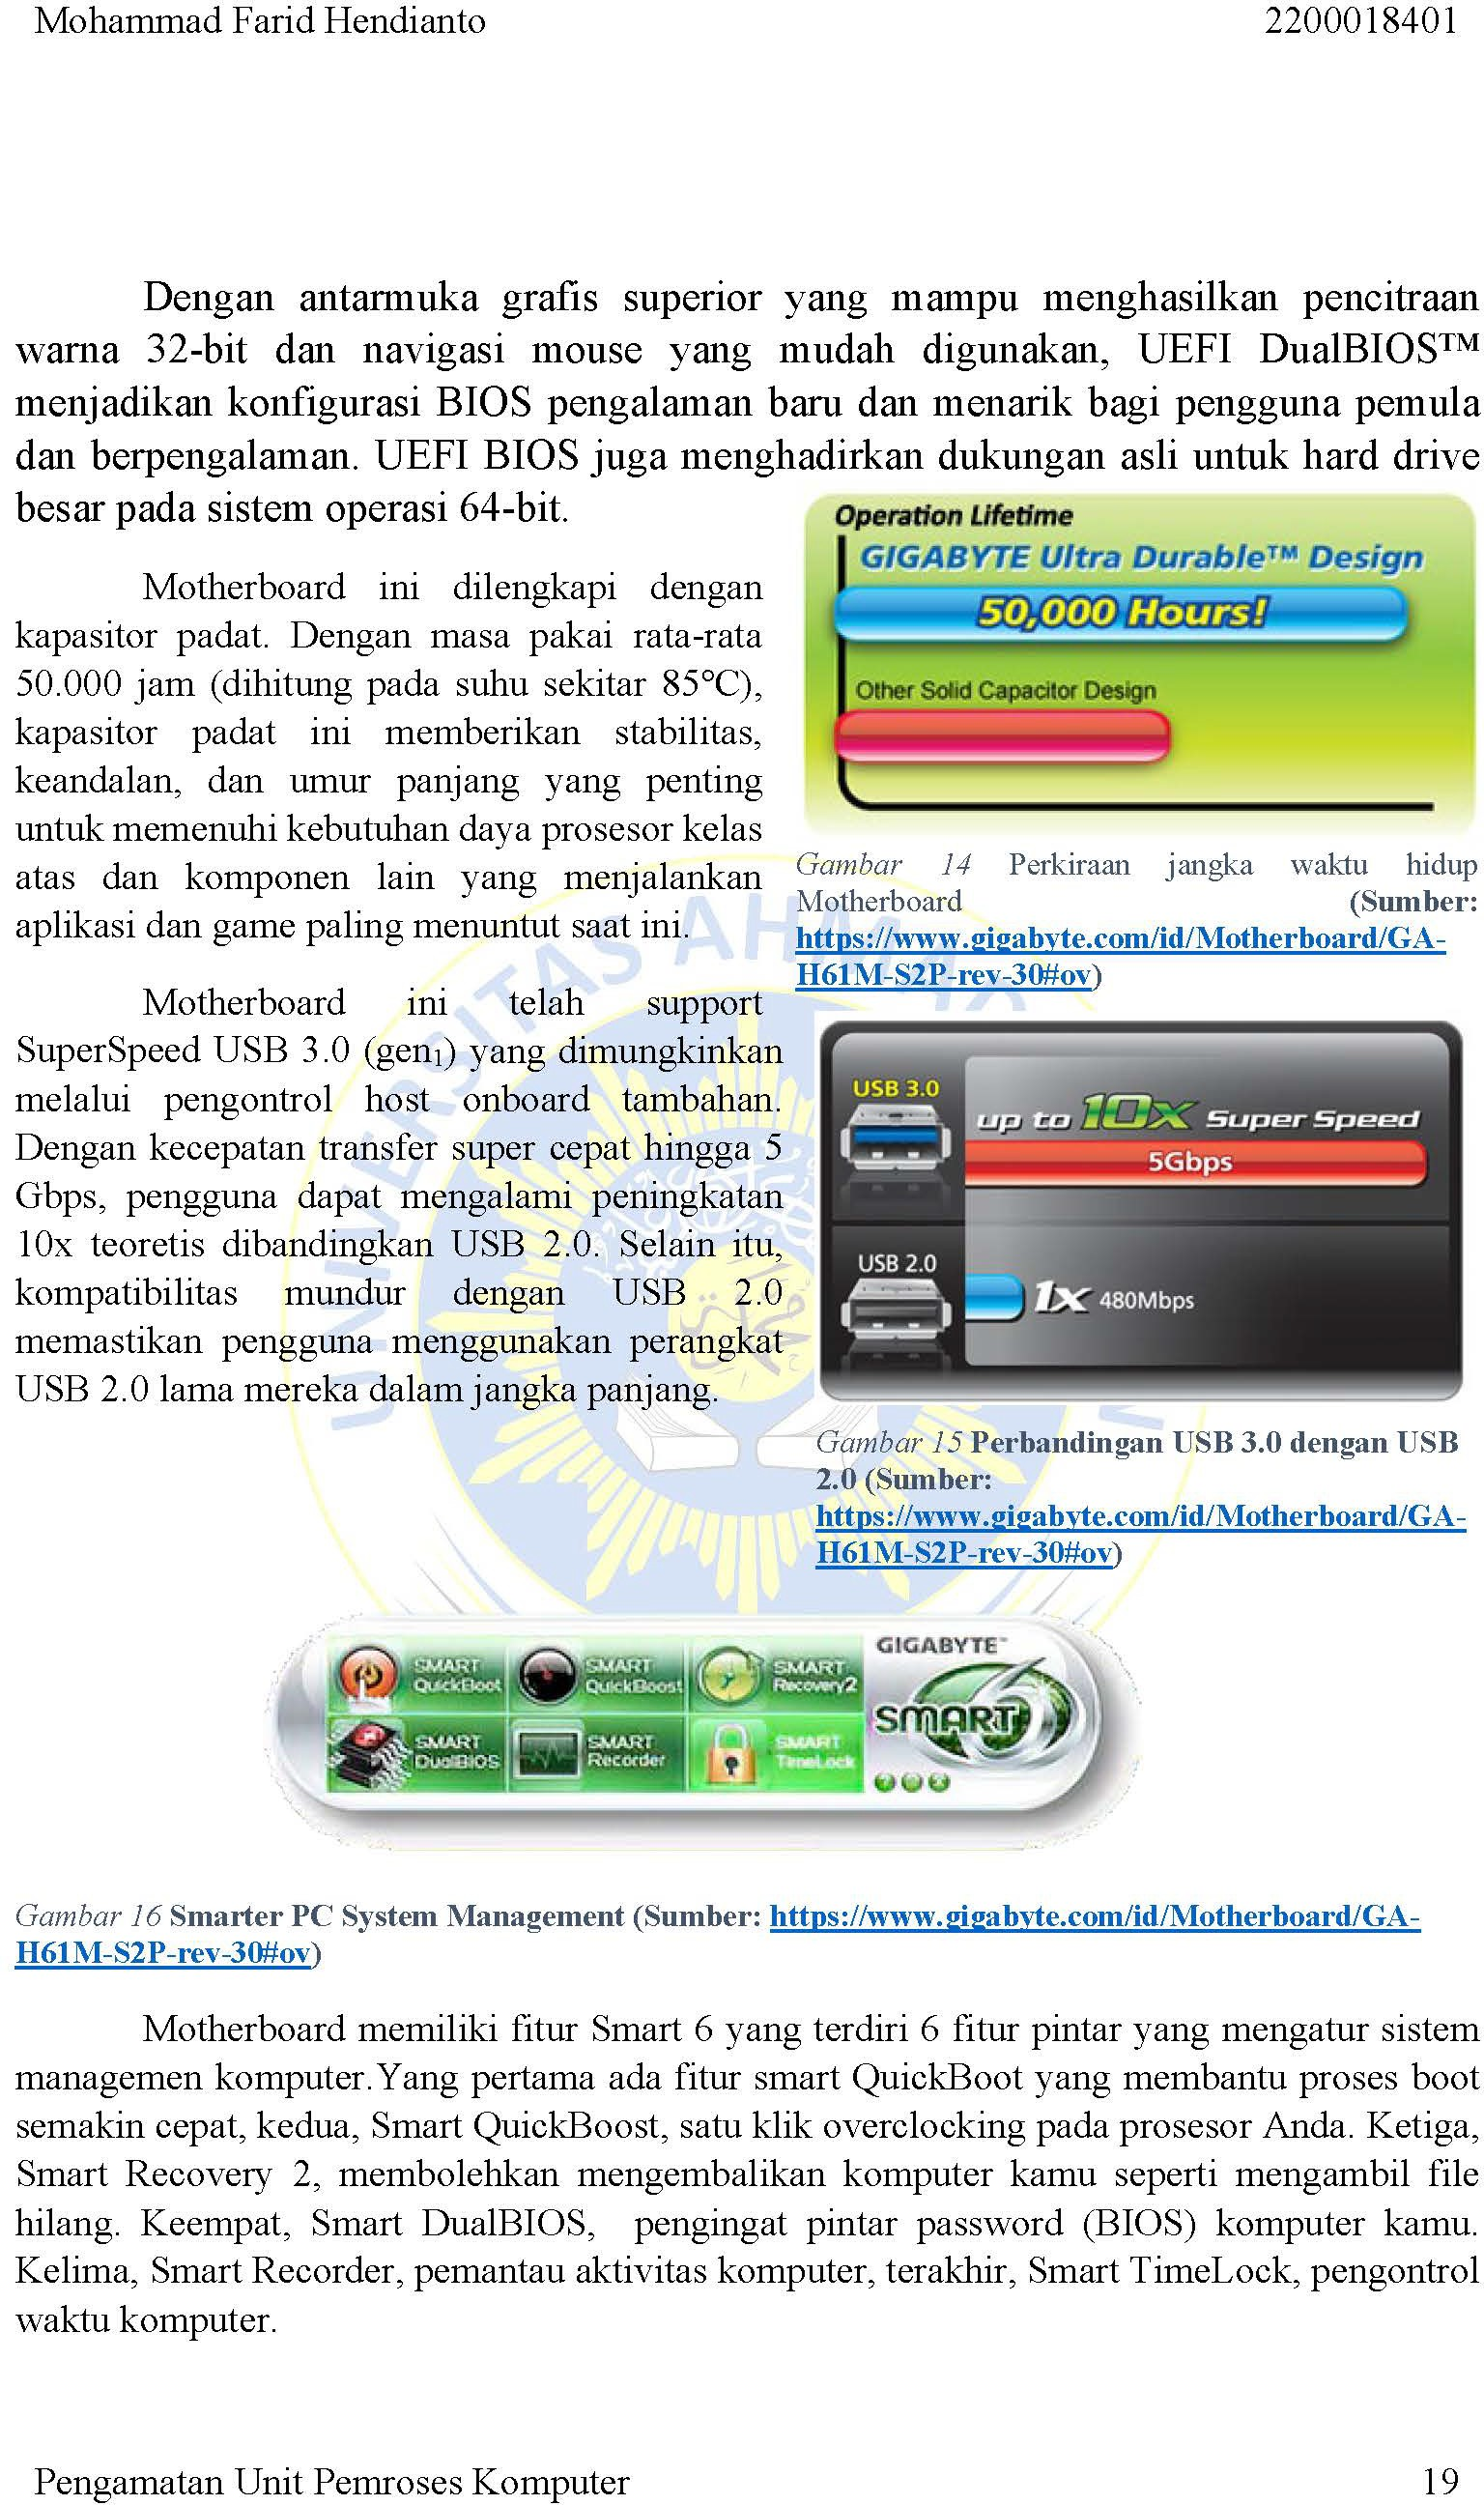 Mohammad Farid Hendianto 2200018401
Dengan antarmuka grafis superior yang mampu menghasilkan pencitraan
warna 32-bit dan navigasi mouse yang mudah digunakan, UEFI DualBIOS™
menjadikan konfigurasi BIOS pengalaman baru dan menarik bagi pengguna pemula
dan berpengalaman. UEFI BIOS juga menghadirkan dukungan asli untuk hard drive
besar pada sistem operasi 64-bit.
Operation Lifetime
GIGABYTE Ultra Durable™ Design
50,000 Hours!
Other Solid Capacitor Design
Motherboard ini dilengkapi dengan
kapasitor padat. Dengan masa pakai rata-rata
50.000 jam (dihitung pada suhu sekitar 85°C),
kapasitor padat ini memberikan stabilitas,
keandalan, dan umur panjang yang penting
untuk memenuhi kebutuhan daya prosesor kelas
atas dan komponen lain yang menjalankan
aplikasi dan game paling menuntut saat ini.
Gambar 14 Perkiraan jangka waktu hidup
Motherboard (Sumber:
https://www.gigabyte.com/id/Motherboard/GA-
H61M-S2P-rev-30#ov)
Motherboard ini telah support
SuperSpeed USB 3.0 (gen₁) yang dimungkinkan
melalui pengontrol host onboard tambahan.
Dengan kecepatan transfer super cepat hingga 5
Gbps, pengguna dapat mengalami peningkatan
10x teoretis dibandingkan USB 2.0. Selain itu,
kompatibilitas mundur dengan USB 2.0
memastikan pengguna menggunakan perangkat
USB 2.0 lama mereka dalam jangka panjang.
USB 3.0
up to 10x Super Speed
5Gbps
USB 2.0
1x 480Mbps
Gambar 15 Perbandingan USB 3.0 dengan USB
2.0 (Sumber:
https://www.gigabyte.com/id/Motherboard/GA-
H61M-S2P-rev-30#ov)
UNIVERSITAS AHMA
SMART QuickBoot
SMART QuickBoost
SMART Recovery2
SMART DualBIOS
SMART Recorder
SMART TimeLock
GIGABYTE™
SMART 6
Gambar 16 Smarter PC System Management (Sumber: https://www.gigabyte.com/id/Motherboard/GA-
H61M-S2P-rev-30#ov)
Motherboard memiliki fitur Smart 6 yang terdiri 6 fitur pintar yang mengatur sistem
managemen komputer.Yang pertama ada fitur smart QuickBoot yang membantu proses boot
semakin cepat, kedua, Smart QuickBoost, satu klik overclocking pada prosesor Anda. Ketiga,
Smart Recovery 2, membolehkan mengembalikan komputer kamu seperti mengambil file
hilang. Keempat, Smart DualBIOS, pengingat pintar password (BIOS) komputer kamu.
Kelima, Smart Recorder, pemantau aktivitas komputer, terakhir, Smart TimeLock, pengontrol
waktu komputer.
Pengamatan Unit Pemroses Komputer 19